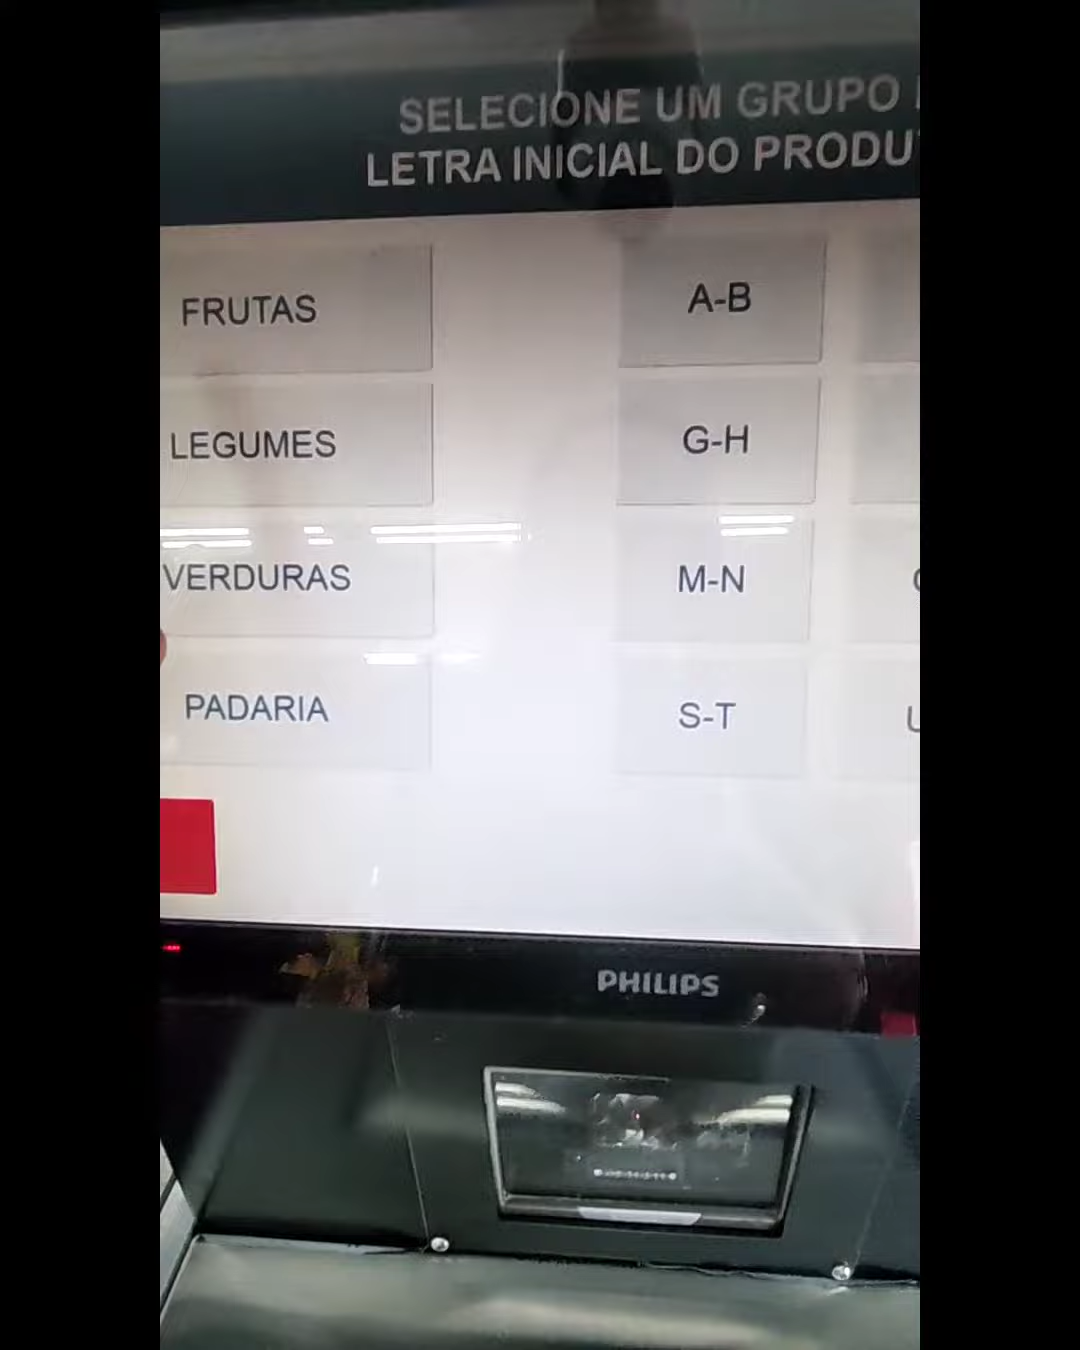 SELECIONE UM GRUPO
LETRA INICIAL DO PRODU
FRUTAS
A-B
LEGUMES
G-H
VERDURAS
M-N
PADARIA
S-T
PHILIPS